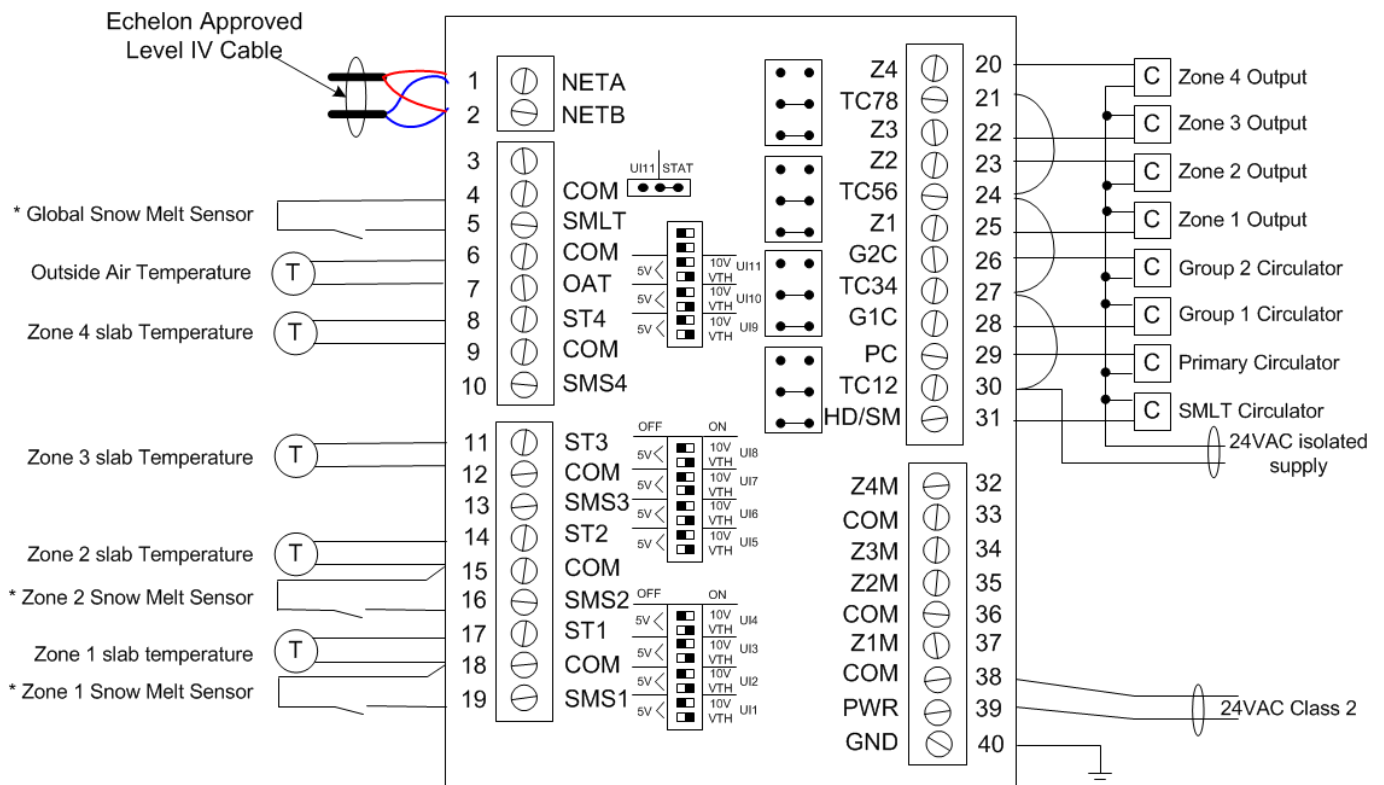 Echelon Approved
Level IV Cable
* Global Snow Melt Sensor
Outside Air Temperature
Zone 4 slab Temperature
Zone 3 slab Temperature
Zone 2 slab Temperature
* Zone 2 Snow Melt Sensor
Zone 1 slab temperature
* Zone 1 Snow Melt Sensor
T
T
T
T
T
1 NETA
2 NETB
3
4 COM
5 SMLT
6 COM
7 OAT
8 ST4
9 COM
10 SMS4
11 ST3
12 COM
13 SMS3
14 ST2
15 COM
16 SMS2
17 ST1
18 COM
19 SMS1
UI11 STAT
5V 10V VTH UI11
5V 10V VTH UI10
5V 10V VTH UI9
OFF ON
5V 10V VTH UI8
5V 10V VTH UI7
5V 10V VTH UI6
5V 10V VTH UI5
OFF ON
5V 10V VTH UI4
5V 10V VTH UI3
5V 10V VTH UI2
5V 10V VTH UI1
Z4 20
TC78 21
Z3 22
Z2 23
TC56 24
Z1 25
G2C 26
TC34 27
G1C 28
PC 29
TC12 30
HD/SM 31
Z4M 32
COM 33
Z3M 34
Z2M 35
COM 36
Z1M 37
COM 38
PWR 39
GND 40
C Zone 4 Output
C Zone 3 Output
C Zone 2 Output
C Zone 1 Output
C Group 2 Circulator
C Group 1 Circulator
C Primary Circulator
C SMLT Circulator
24VAC isolated
supply
24VAC Class 2